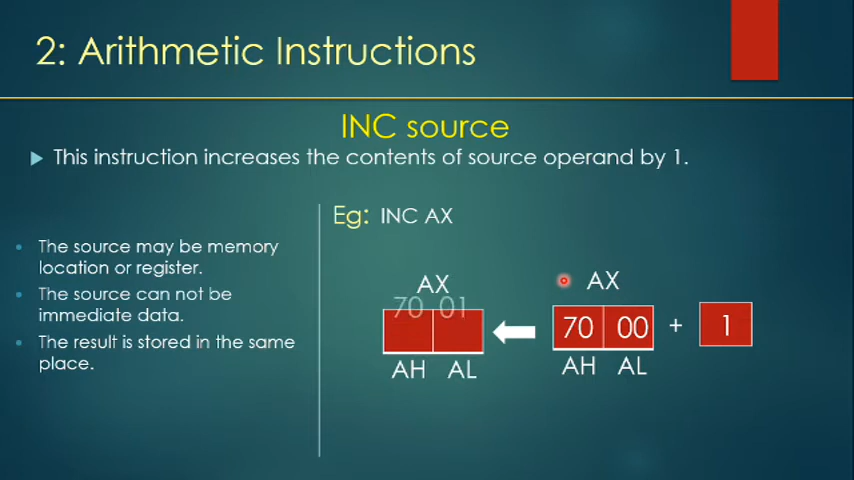 2: Arithmetic Instructions
INC source
This instruction increases the contents of source operand by 1.
The source may be memory
location or register.
The source can not be
immediate data.
The result is stored in the same
place.
Eg: INC AX
AX
70 01
AH AL
AX
70 00 + 1
AH AL